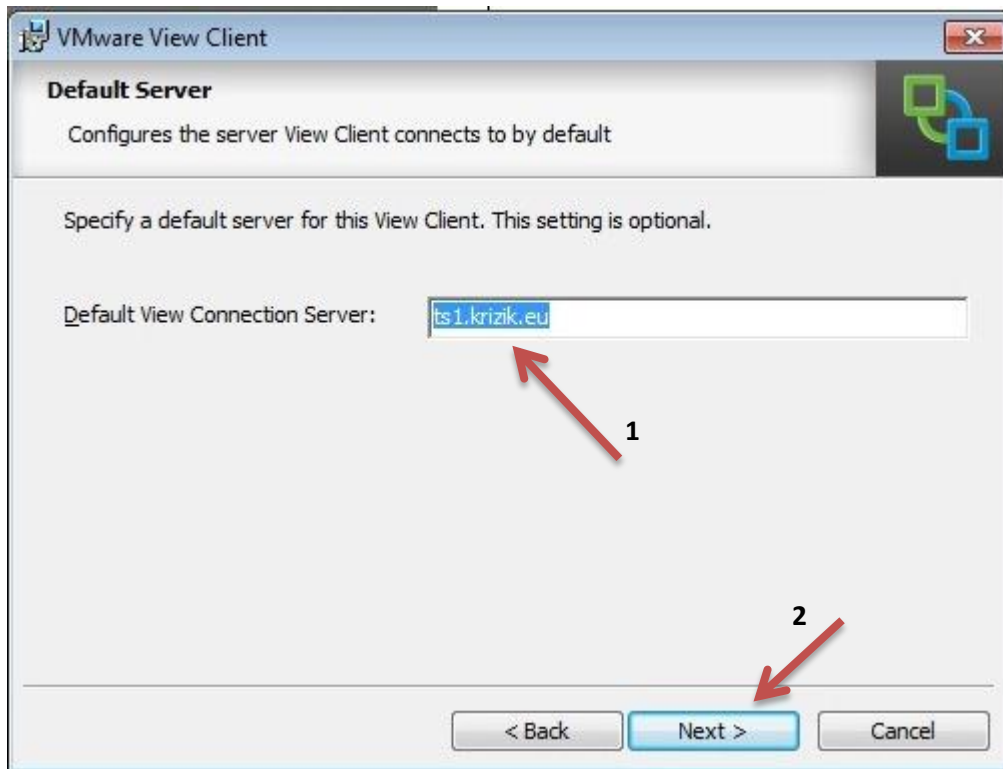 VMware View Client
Default Server
Configures the server View Client connects to by default
Specify a default server for this View Client. This setting is optional.
Default View Connection Server: ts1.krizik.eu
1
2
< Back Next > Cancel